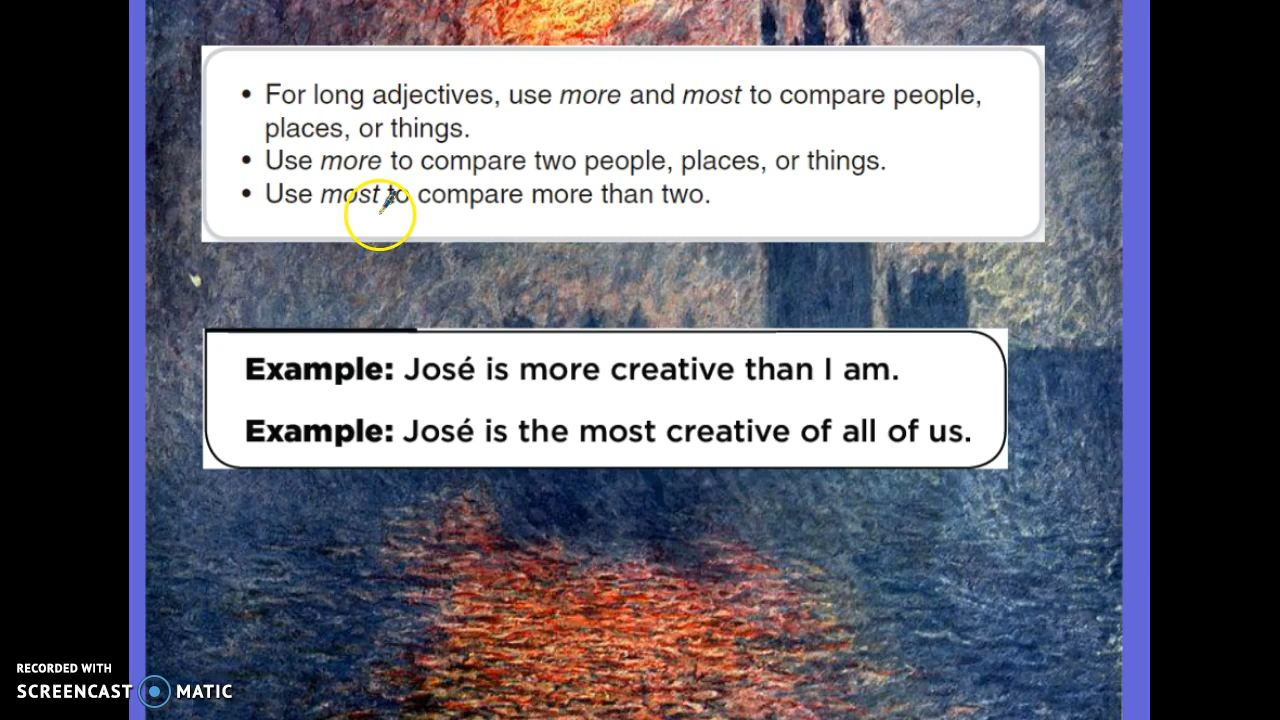 • For long adjectives, use more and most to compare people,
places, or things.
• Use more to compare two people, places, or things.
• Use most to compare more than two.
Example: José is more creative than I am.
Example: José is the most creative of all of us.
RECORDED WITH
SCREENCAST MATIC